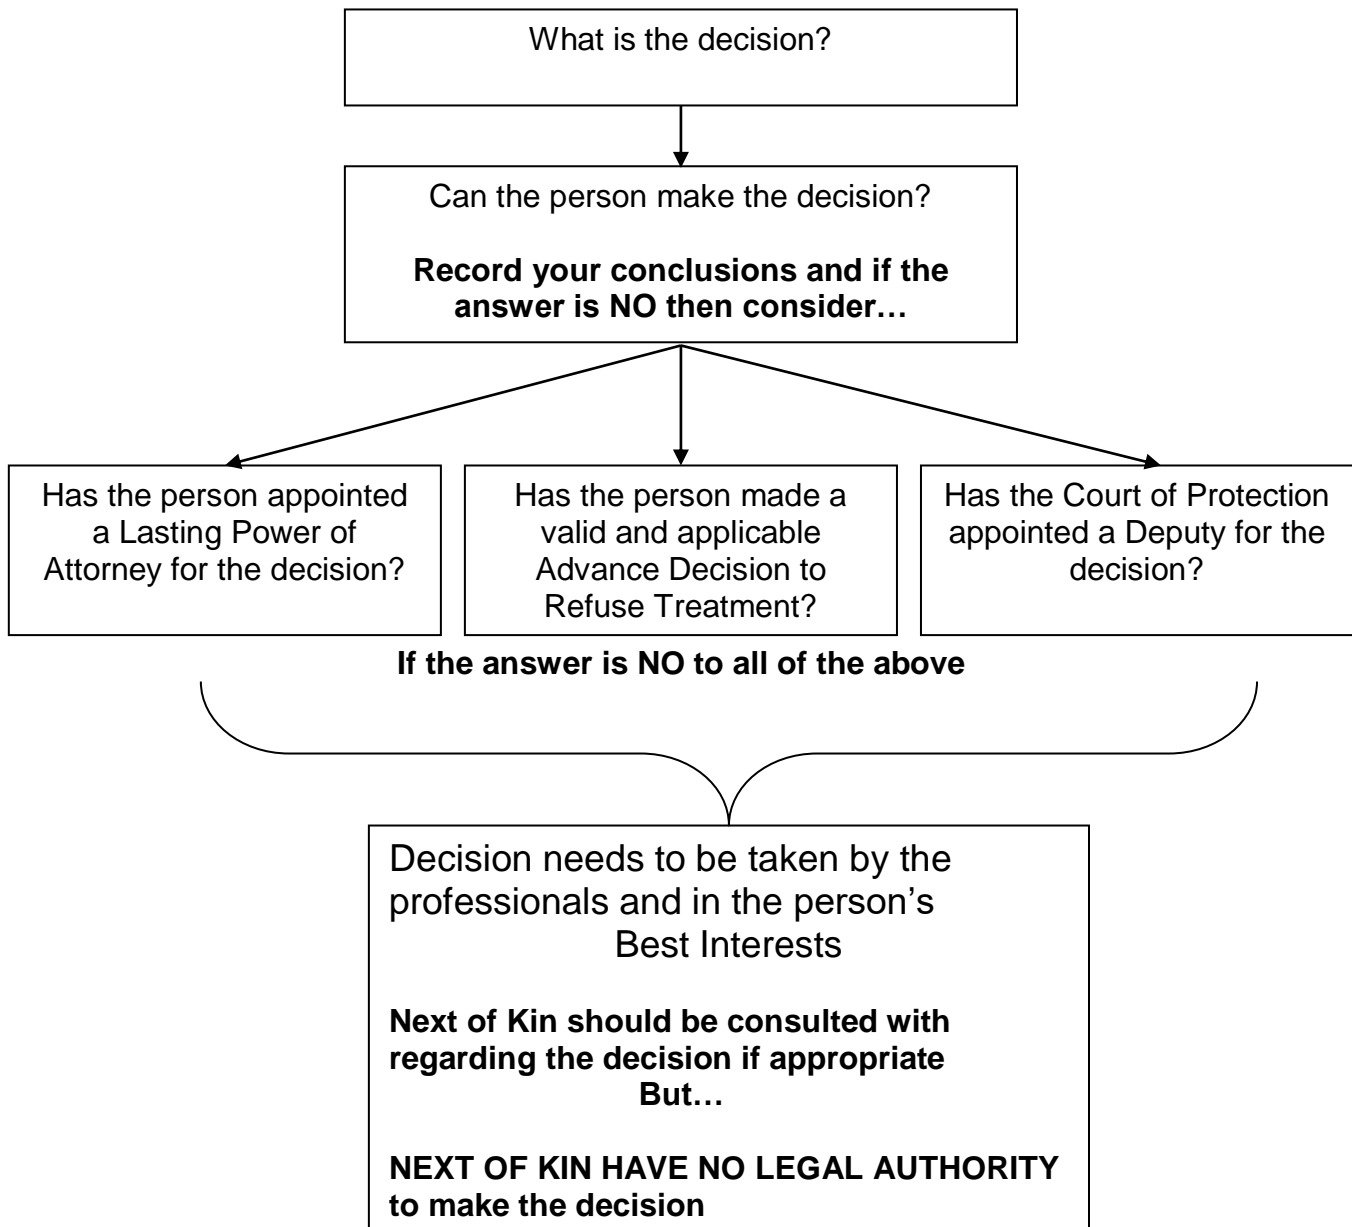 What is the decision?
Can the person make the decision?
Record your conclusions and if the
answer is NO then consider…
Has the person appointed
a Lasting Power of
Attorney for the decision?
Has the person made a
valid and applicable
Advance Decision to
Refuse Treatment?
Has the Court of Protection
appointed a Deputy for the
decision?
If the answer is NO to all of the above
Decision needs to be taken by the
professionals and in the person’s
Best Interests
Next of Kin should be consulted with
regarding the decision if appropriate
But…
NEXT OF KIN HAVE NO LEGAL AUTHORITY
to make the decision